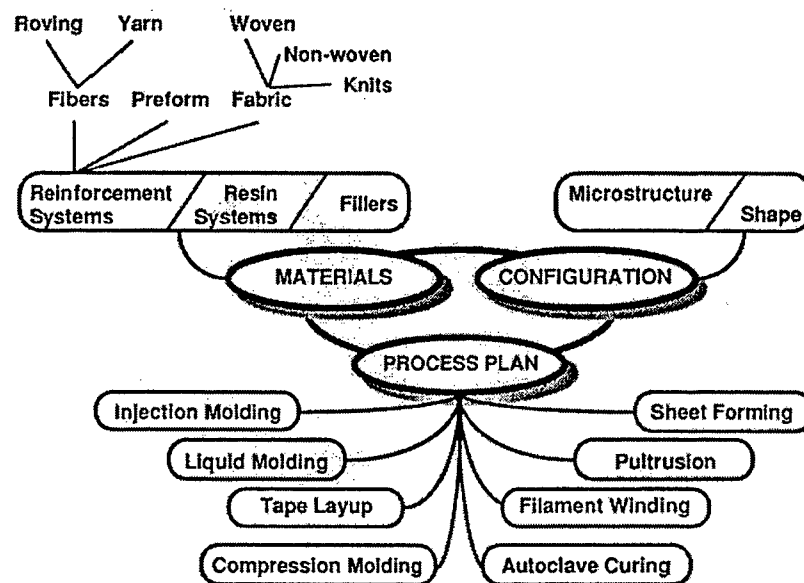 Roving Yarn Woven
Non-woven
Knits
Fibers Preform Fabric
Reinforcement
Systems
Resin
Systems
Fillers
Microstructure
Shape
MATERIALS CONFIGURATION
PROCESS PLAN
Injection Molding Sheet Forming
Liquid Molding Pultrusion
Tape Layup Filament Winding
Compression Molding Autoclave Curing